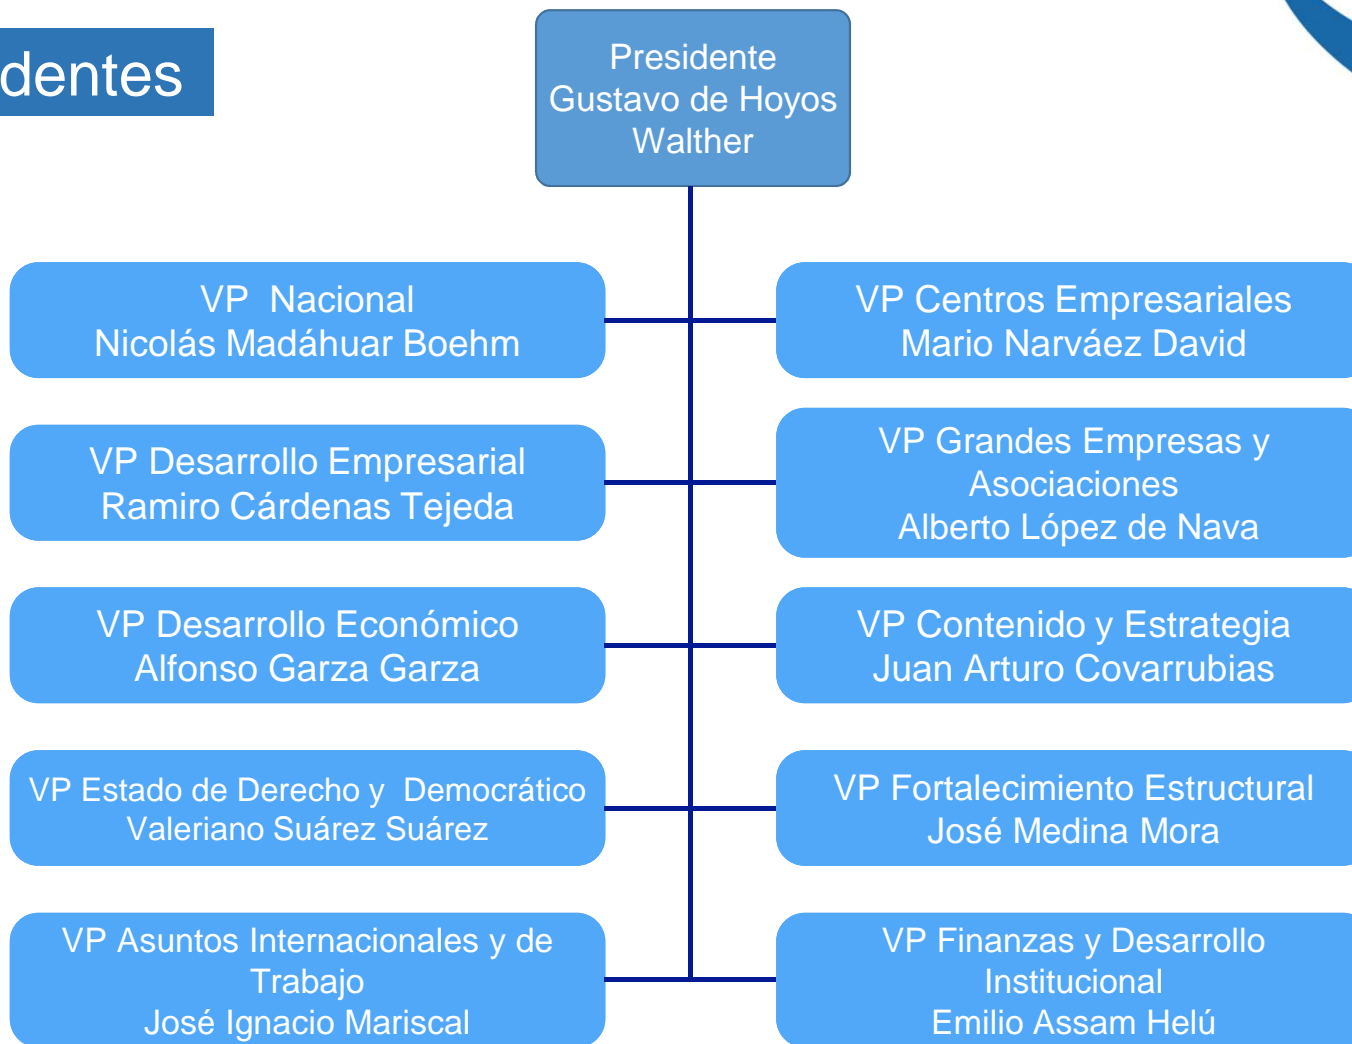 dentes
Presidente
Gustavo de Hoyos
Walther
VP  Nacional
Nicolás Madáhuar Boehm
VP Centros Empresariales
Mario Narváez David
VP Desarrollo Empresarial
Ramiro Cárdenas Tejeda
VP Grandes Empresas y
Asociaciones
Alberto López de Nava
VP Desarrollo Económico
Alfonso Garza Garza
VP Contenido y Estrategia
Juan Arturo Covarrubias
VP Estado de Derecho y  Democrático
Valeriano Suárez Suárez
VP Fortalecimiento Estructural
José Medina Mora
VP Asuntos Internacionales y de
Trabajo
José Ignacio Mariscal
VP Finanzas y Desarrollo
Institucional
Emilio Assam Helú